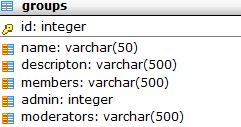 groups
id: integer
name: varchar(50)
descripton: varchar(500)
members: varchar(500)
admin: integer
moderators: varchar(500)